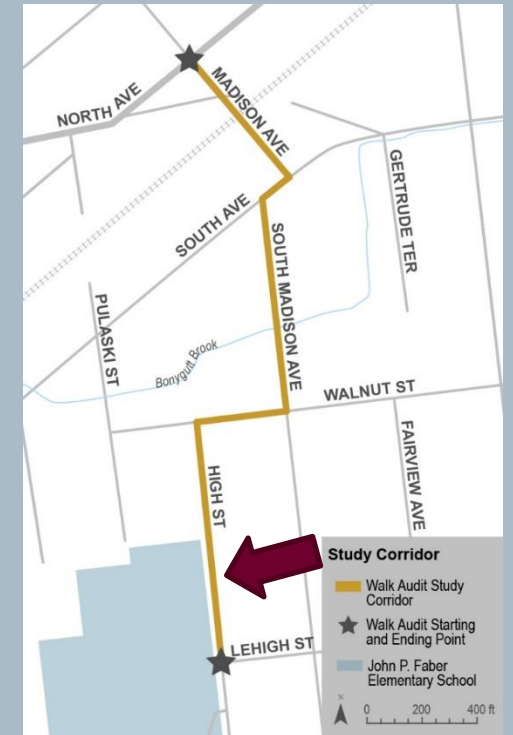 NORTH AVE
MADISON AVE
SOUTH AVE
GERTRUDE TER
SOUTH MADISON AVE
PULASKI ST
Bonygutt Brook
WALNUT ST
HIGH ST
FAIRVIEW AVE
LEHIGH ST
Study Corridor
Walk Audit Study
Corridor
Walk Audit Starting
and Ending Point
John P. Faber
Elementary School
N
0 200 400 ft